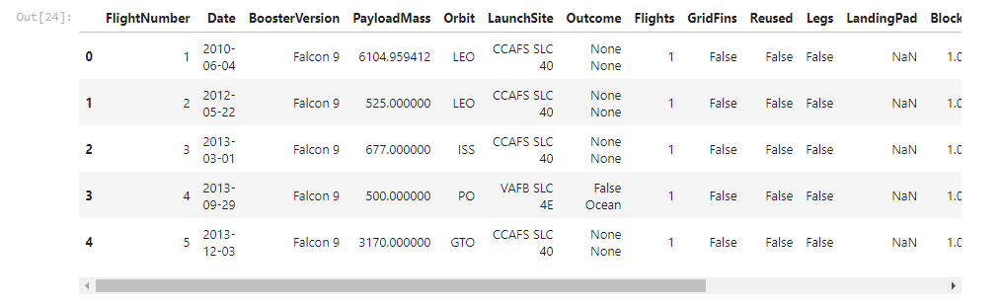 Out[24]:
FlightNumber Date BoosterVersion PayloadMass Orbit LaunchSite Outcome Flights GridFins Reused Legs LandingPad Block
0 1 2010-06-04 Falcon 9 6104.959412 LEO CCAFS SLC 40 None None 1 False False False NaN 1.0
1 2 2012-05-22 Falcon 9 525.000000 LEO CCAFS SLC 40 None None 1 False False False NaN 1.0
2 3 2013-03-01 Falcon 9 677.000000 ISS CCAFS SLC 40 None None 1 False False False NaN 1.0
3 4 2013-09-29 Falcon 9 500.000000 PO VAFB SLC 4E False Ocean 1 False False False NaN 1.0
4 5 2013-12-03 Falcon 9 3170.000000 GTO CCAFS SLC 40 None None 1 False False False NaN 1.0